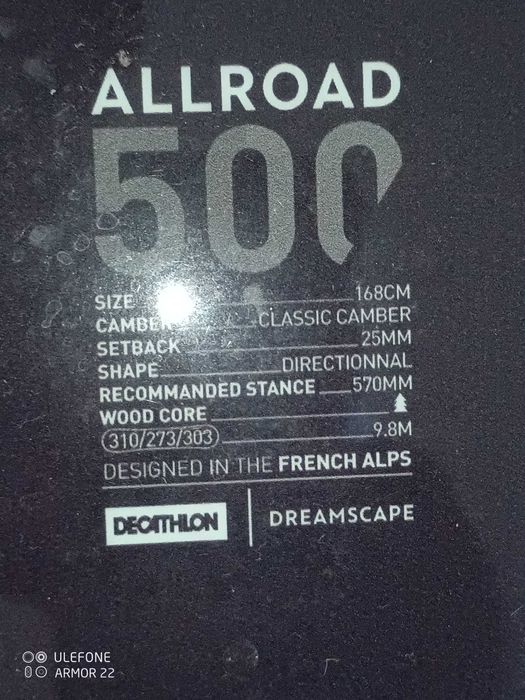 ALLROAD
500
SIZE 168CM
CAMBER CLASSIC CAMBER
SETBACK 25MM
SHAPE DIRECTIONNAL
RECOMMANDED STANCE 570MM
WOOD CORE
310/273/303 9.8M
DESIGNED IN THE FRENCH ALPS
DECATHLON | DREAMSCAPE
ULEFONE
ARMOR 22